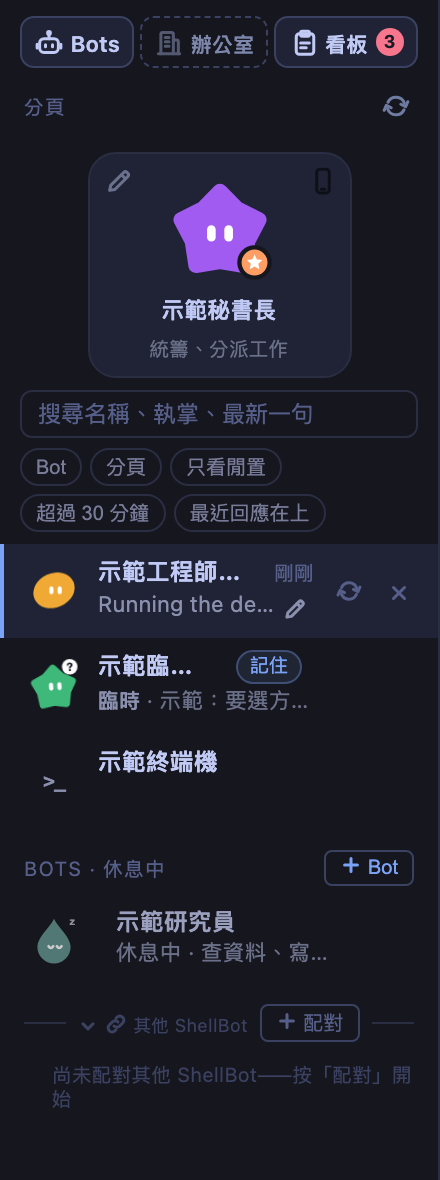 Bots
辦公室
看板 3
分頁
示範秘書長
統籌、分派工作
搜尋名稱、執掌、最新一句
Bot
分頁
只看閒置
超過 30 分鐘
最近回應在上
示範工程師... 剛剛
Running the de...
示範臨... 記住
臨時 · 示範：要選方...
>_ 示範終端機
BOTS · 休息中
+ Bot
示範研究員
休息中 · 查資料、寫...
其他 ShellBot
+ 配對
尚未配對其他 ShellBot——按「配對」開
始